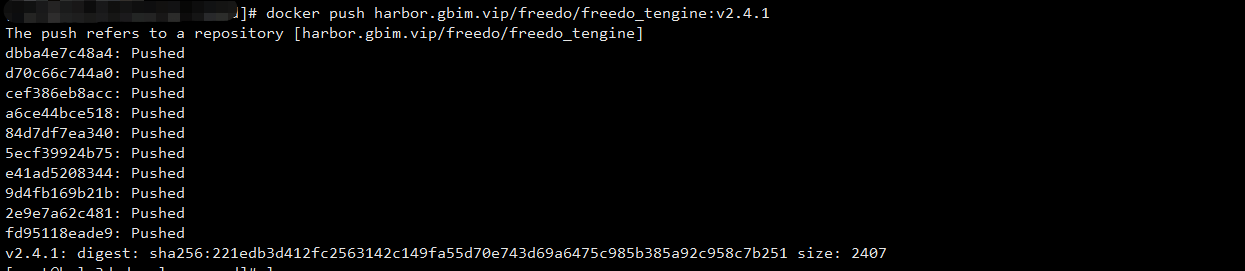 ]# docker push harbor.gbim.vip/freedo/freedo_tengine:v2.4.1
The push refers to a repository [harbor.gbim.vip/freedo/freedo_tengine]
dbba4e7c48a4: Pushed
d70c66c744a0: Pushed
cef386eb8acc: Pushed
a6ce44bce518: Pushed
84d7df7ea340: Pushed
5ecf39924b75: Pushed
e41ad5208344: Pushed
9d4fb169b21b: Pushed
2e9e7a62c481: Pushed
fd95118eade9: Pushed
v2.4.1: digest: sha256:221edb3d412fc2563142c149fa55d70e743d69a6475c985b385a92c958c7b251 size: 2407